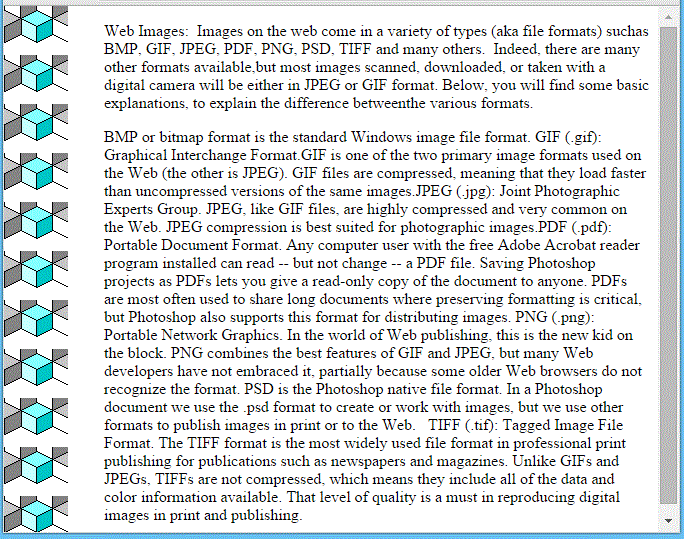 Web Images:  Images on the web come in a variety of types (aka file formats) suchas
BMP, GIF, JPEG, PDF, PNG, PSD, TIFF and many others.  Indeed, there are many
other formats available,but most images scanned, downloaded, or taken with a
digital camera will be either in JPEG or GIF format. Below, you will find some basic
explanations, to explain the difference betweenthe various formats.

BMP or bitmap format is the standard Windows image file format. GIF (.gif):
Graphical Interchange Format.GIF is one of the two primary image formats used on
the Web (the other is JPEG). GIF files are compressed, meaning that they load faster
than uncompressed versions of the same images.JPEG (.jpg): Joint Photographic
Experts Group. JPEG, like GIF files, are highly compressed and very common on
the Web. JPEG compression is best suited for photographic images.PDF (.pdf):
Portable Document Format. Any computer user with the free Adobe Acrobat reader
program installed can read -- but not change -- a PDF file. Saving Photoshop
projects as PDFs lets you give a read-only copy of the document to anyone. PDFs
are most often used to share long documents where preserving formatting is critical,
but Photoshop also supports this format for distributing images. PNG (.png):
Portable Network Graphics. In the world of Web publishing, this is the new kid on
the block. PNG combines the best features of GIF and JPEG, but many Web
developers have not embraced it, partially because some older Web browsers do not
recognize the format. PSD is the Photoshop native file format. In a Photoshop
document we use the .psd format to create or work with images, but we use other
formats to publish images in print or to the Web.   TIFF (.tif): Tagged Image File
Format. The TIFF format is the most widely used file format in professional print
publishing for publications such as newspapers and magazines. Unlike GIFs and
JPEGs, TIFFs are not compressed, which means they include all of the data and
color information available. That level of quality is a must in reproducing digital
images in print and publishing.